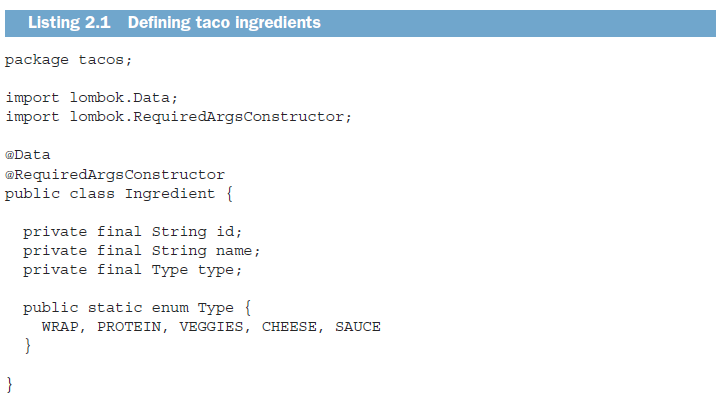 Listing 2.1 Defining taco ingredients
package tacos;
import lombok.Data;
import lombok.RequiredArgsConstructor;
@Data
@RequiredArgsConstructor
public class Ingredient {
private final String id;
private final String name;
private final Type type;
public static enum Type {
WRAP, PROTEIN, VEGGIES, CHEESE, SAUCE
}
}